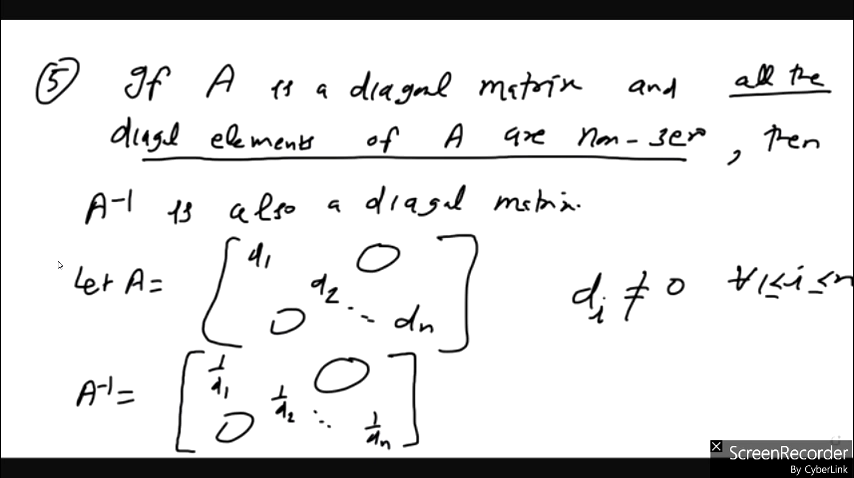 ⑤ If A is a diagonal matrix and all the
diagl elements of A are non-zero, then
A⁻¹ is also a diagal matrix.
Let A = [ d₁ 0 d₂ ⋱ 0 dₙ ] dᵢ ≠ 0 ∀ 1≤i≤n
A⁻¹ = [ 1/d₁ 0 1/d₂ ⋱ 0 1/dₙ ]
ScreenRecorder
By CyberLink